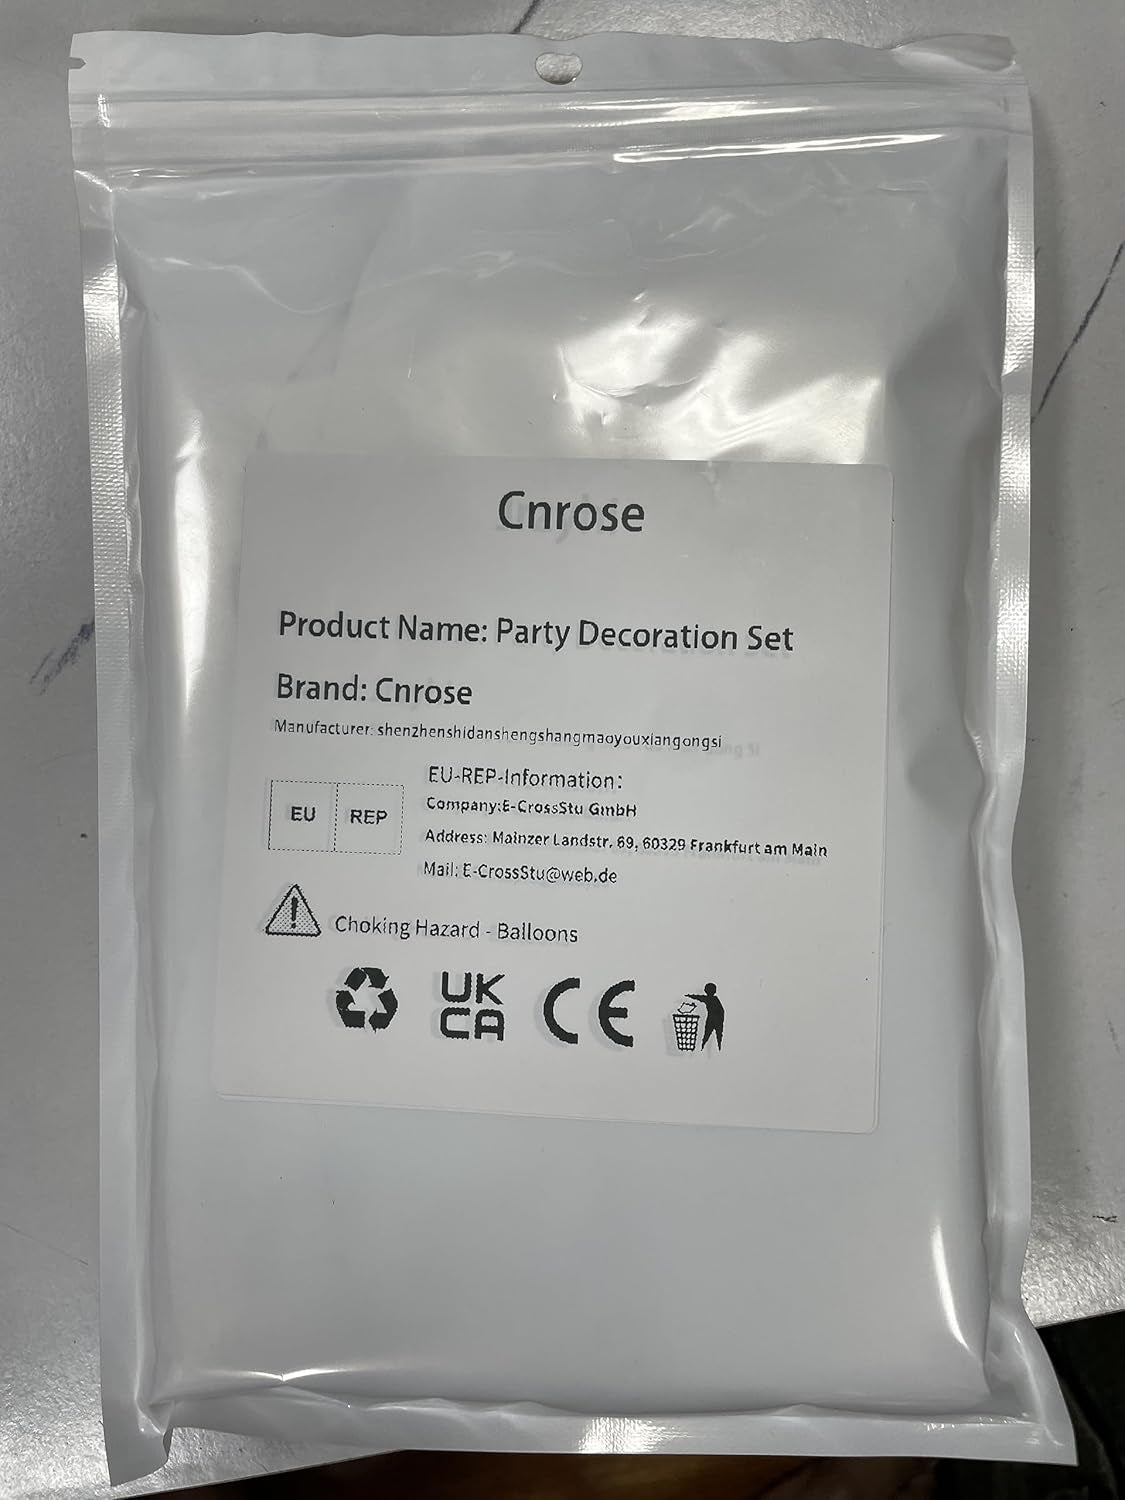 Cnrose
Product Name: Party Decoration Set
Brand: Cnrose
Manufacturer: shenzhenshidanshengshangmaoyouxiangongsi
EU-REP-Information:
EU REP
Company:E-CrossStu GmbH
Address: Mainzer Landstr. 69, 60329 Frankfurt am Main
Mail: E-CrossStu@web.de
Choking Hazard - Balloons
UK
CA
CE